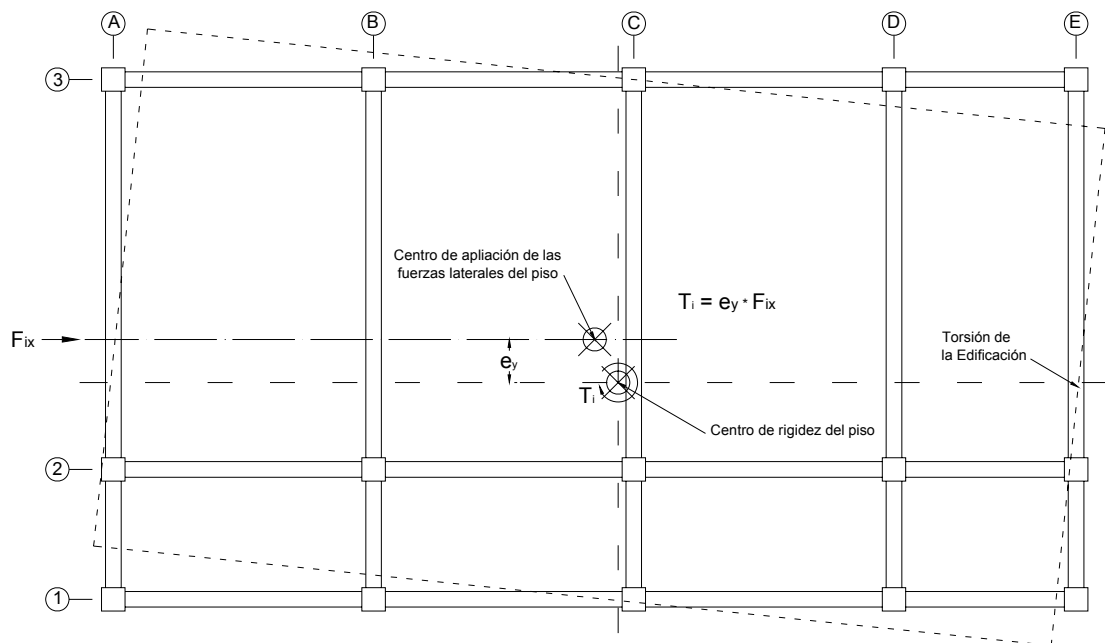 A
B
C
D
E
3
Centro de apliación de las
fuerzas laterales del piso
Tᵢ = eᵧ * Fᵢₓ
Fᵢₓ
eᵧ
Torsión de
la Edificación
Tᵢ
Centro de rigidez del piso
2
1